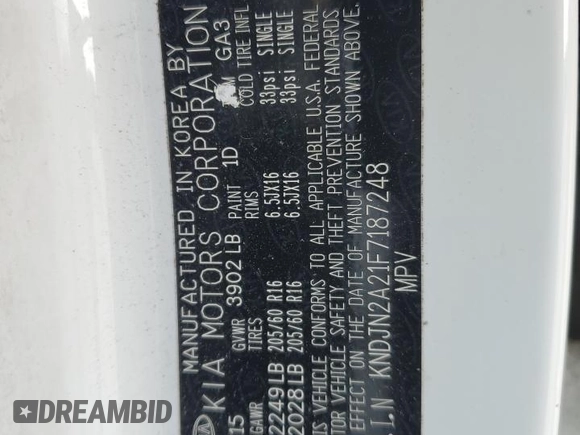 MANUFACTURED IN KOREA BY
KIA MOTORS CORPORATION
15 GVWR 3902 LB PAINT 1D GA3
GAWR TIRES RIMS COLD TIRE INFL
2249LB 205/60 R16 6.5JX16 33psi SINGLE
2028LB 205/60 R16 6.5JX16 33psi SINGLE
IS VEHICLE CONFORMS TO ALL APPLICABLE U.S.A. FEDERAL
TOR VEHICLE SAFETY AND THEFT PREVENTION STANDARDS
EFFECT ON THE DATE OF MANUFACTURE SHOWN ABOVE.
I.N KNDJN2A21F7187248
MPV
DREAMBID